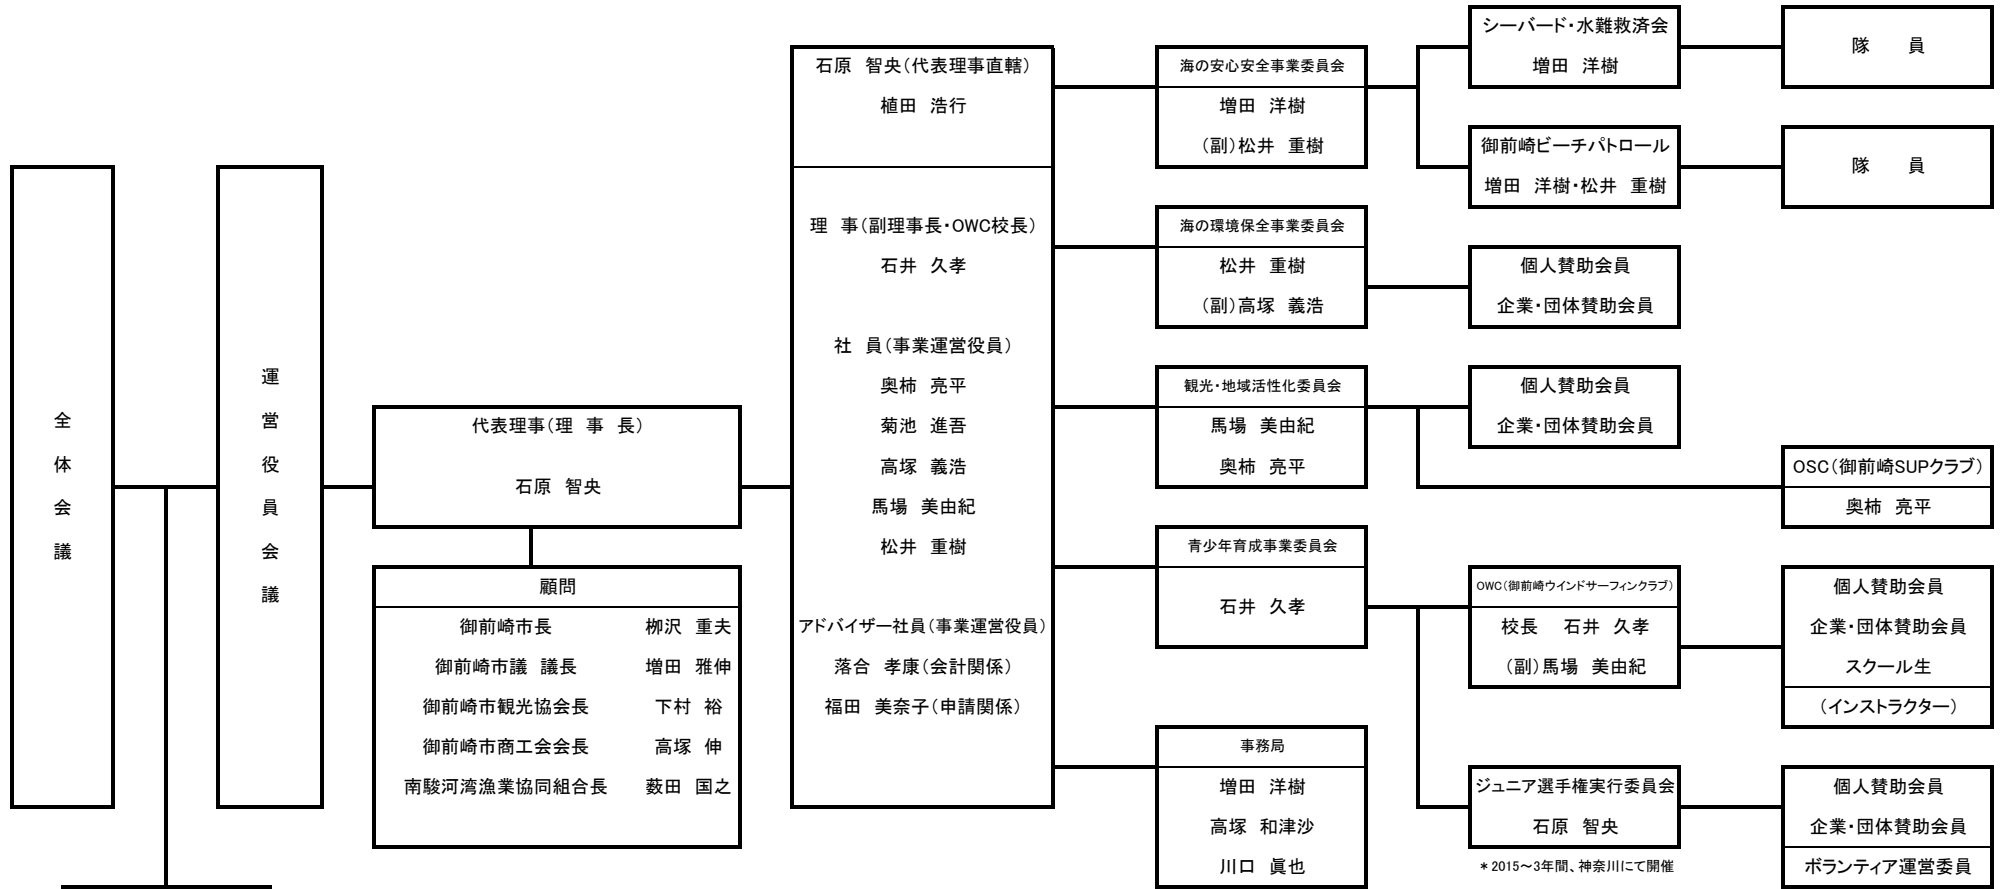 全体会議
運営役員会議
代表理事(理　事　長)
石原　智央
顧問
御前崎市長　栁沢　重夫
御前崎市議　議長　増田　雅伸
御前崎市観光協会長　下村　裕
御前崎市商工会会長　高塚　伸
南駿河湾漁業協同組合長　薮田　国之
石原　智央(代表理事直轄)
植田　浩行
理　事(副理事長・OWC校長)
石井　久孝
社　員(事業運営役員)
奥柿　亮平
菊池　進吾
高塚　義浩
馬場　美由紀
松井　重樹
アドバイザー社員(事業運営役員)
落合　孝康(会計関係)
福田　美奈子(申請関係)
海の安心安全事業委員会
増田　洋樹
(副)松井　重樹
海の環境保全事業委員会
松井　重樹
(副)高塚　義浩
観光・地域活性化委員会
馬場　美由紀
奥柿　亮平
青少年育成事業委員会
石井　久孝
事務局
増田　洋樹
高塚　和津沙
川口　眞也
シーバード・水難救済会
増田　洋樹
御前崎ビーチパトロール
増田　洋樹・松井　重樹
個人賛助会員
企業・団体賛助会員
個人賛助会員
企業・団体賛助会員
OWC(御前崎ウインドサーフィンクラブ)
校長　石井　久孝
(副)馬場　美由紀
ジュニア選手権実行委員会
石原　智央
＊2015～3年間、神奈川にて開催
隊　員
隊　員
OSC(御前崎SUPクラブ)
奥柿　亮平
個人賛助会員
企業・団体賛助会員
スクール生
(インストラクター)
個人賛助会員
企業・団体賛助会員
ボランティア運営委員